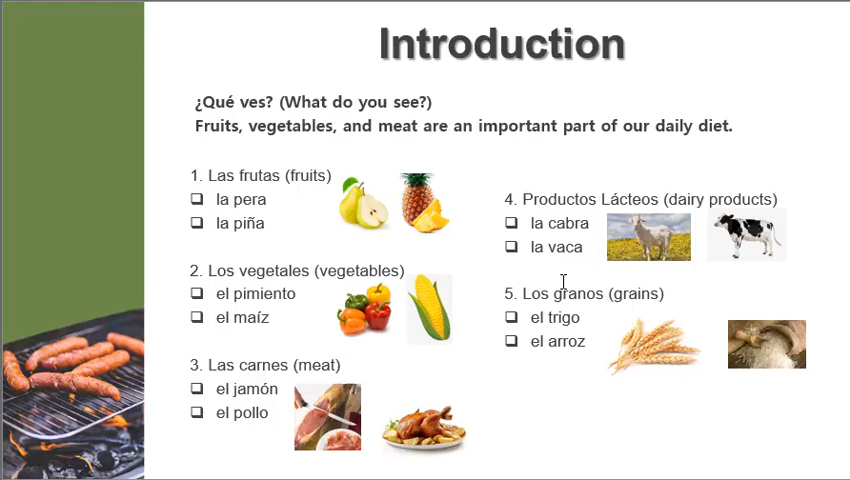 Introduction
¿Qué ves? (What do you see?)
Fruits, vegetables, and meat are an important part of our daily diet.
1. Las frutas (fruits)
la pera
la piña
2. Los vegetales (vegetables)
el pimiento
el maíz
3. Las carnes (meat)
el jamón
el pollo
4. Productos Lácteos (dairy products)
la cabra
la vaca
5. Los granos (grains)
el trigo
el arroz